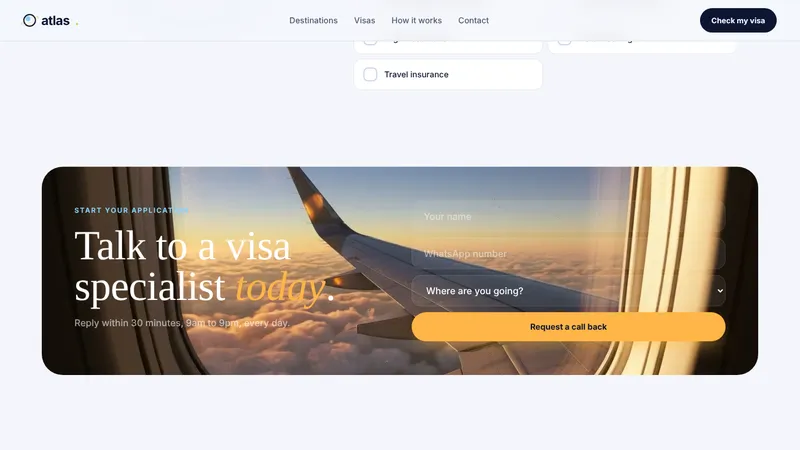 atlas.
Destinations
Visas
How it works
Contact
Check my visa
Travel insurance
START YOUR APPLICATION
Talk to a visa
specialist today.
Reply within 30 minutes, 9am to 9pm, every day.
Your name
WhatsApp number
Where are you going?
Request a call back